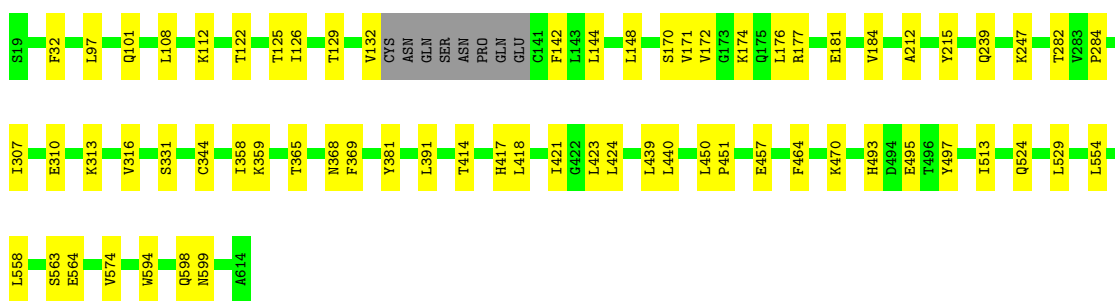 S19 F32 L97 Q101 L108 K112 T122 T125 I126 T129 V132 CYS ASN GLN SER ASN PRO GLN GLU C141 F142 L143 L144 L148 S170 V171 V172 G173 K174 Q175 L176 R177 E181 V184 A212 Y215 Q239 K247 T282 V283 P284
I307 E310 K313 V316 S331 C344 I358 K359 T365 N368 F369 Y381 L391 T414 H417 L418 I421 G422 L423 L424 L439 L440 L450 P451 E457 F464 K470 H493 D494 E495 T496 Y497 I513 Q524 L529 L554
L558 S563 E564 V574 W594 Q598 N599 A614